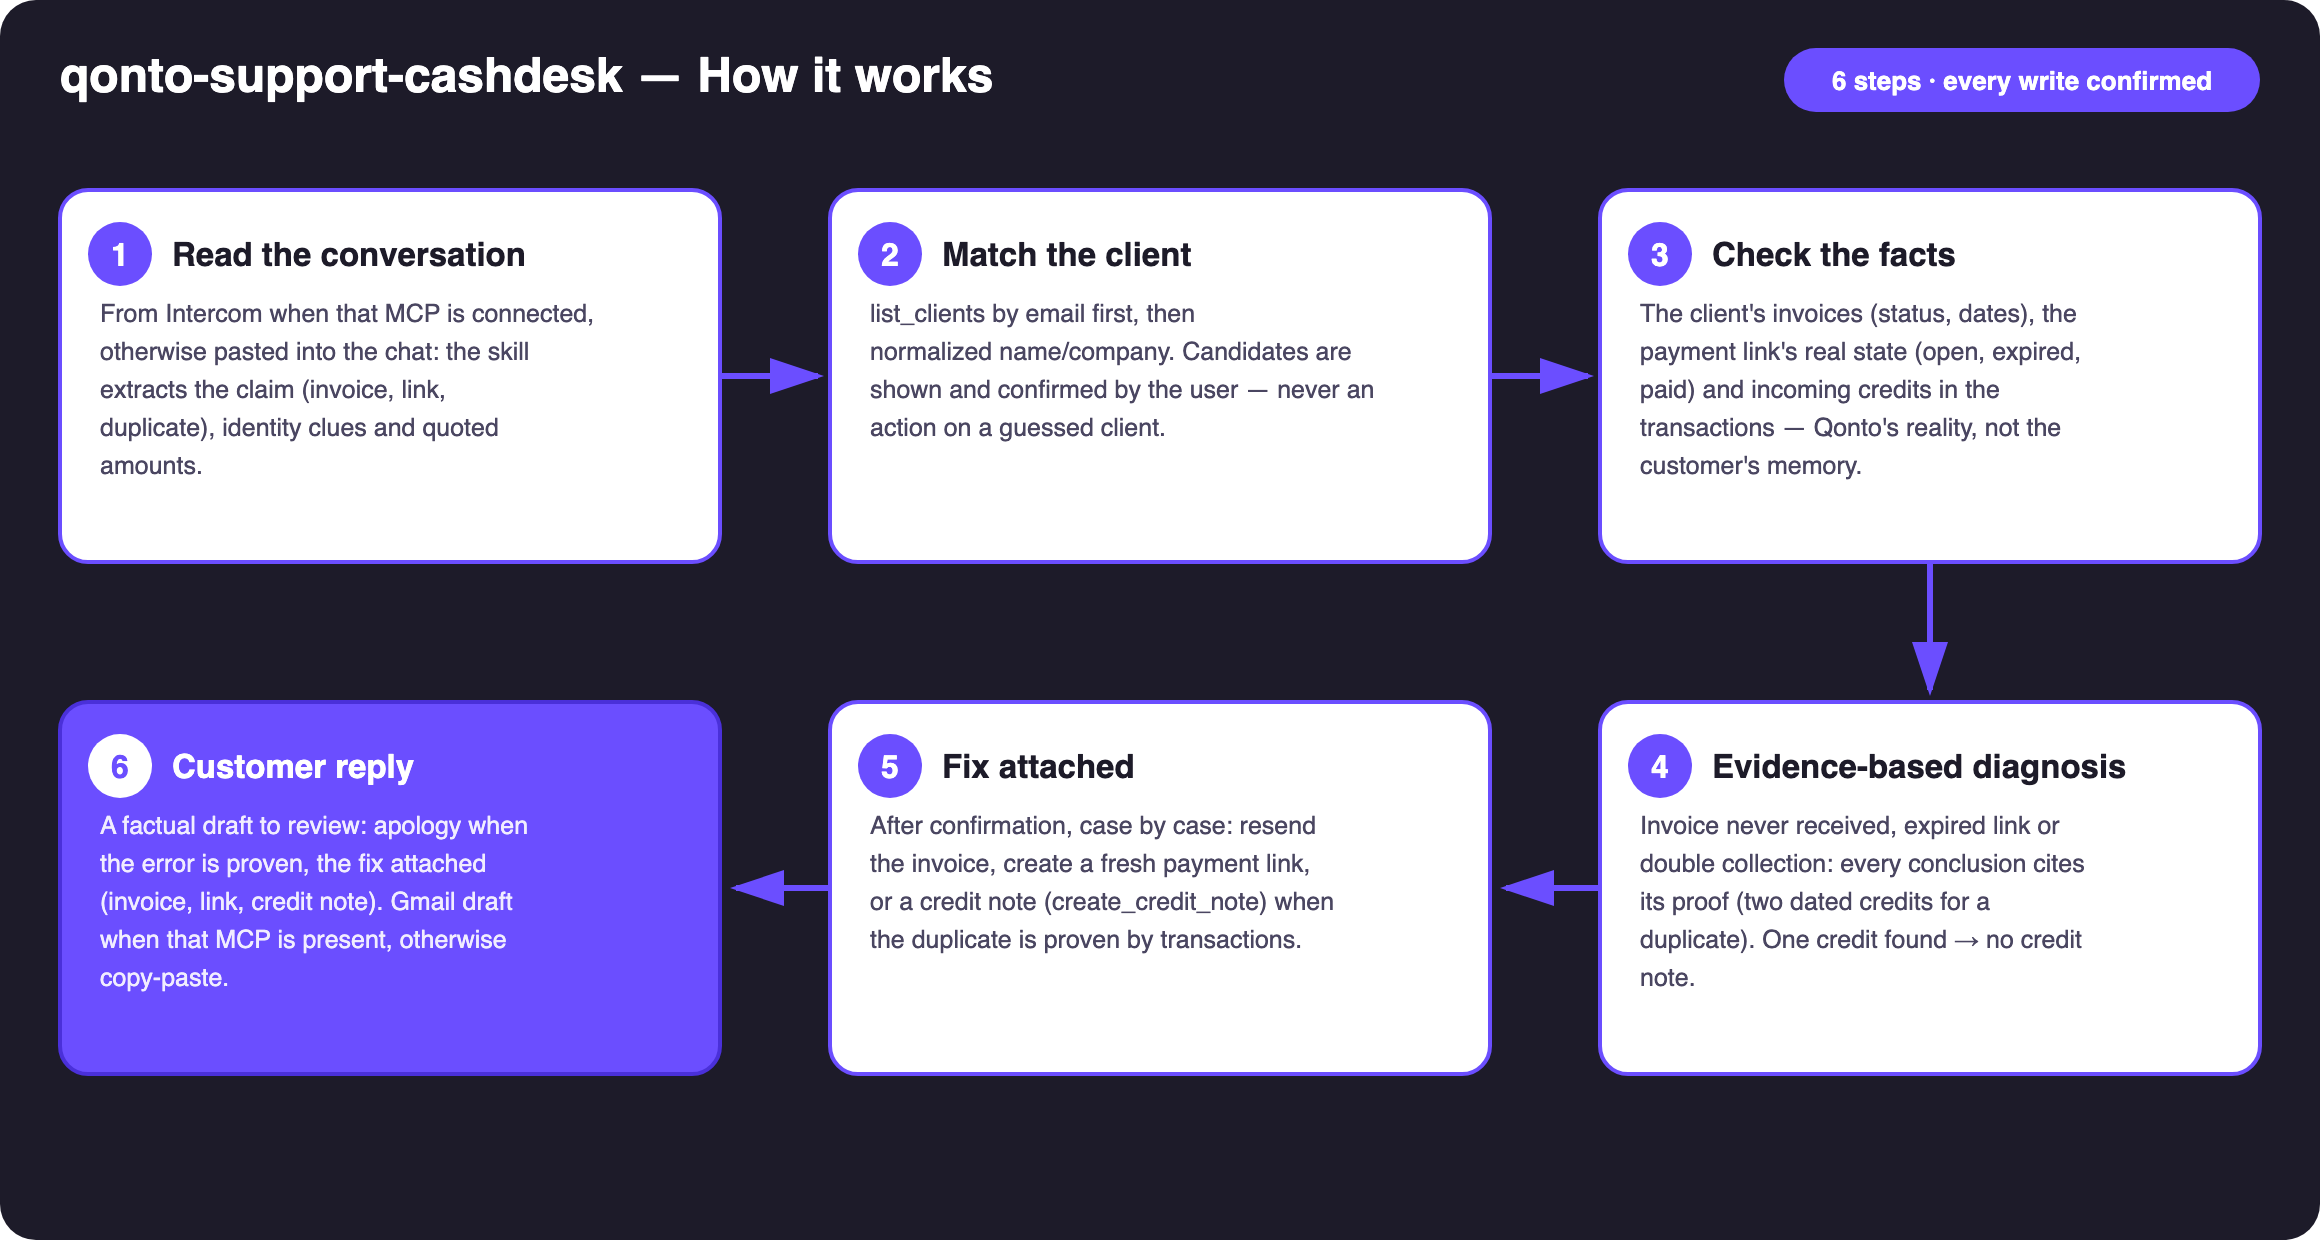 qonto-support-cashdesk — How it works
6 steps · every write confirmed
1
Read the conversation
From Intercom when that MCP is connected,
otherwise pasted into the chat: the skill
extracts the claim (invoice, link,
duplicate), identity clues and quoted
amounts.
2
Match the client
list_clients by email first, then
normalized name/company. Candidates are
shown and confirmed by the user — never an
action on a guessed client.
3
Check the facts
The client's invoices (status, dates), the
payment link's real state (open, expired,
paid) and incoming credits in the
transactions — Qonto's reality, not the
customer's memory.
4
Evidence-based diagnosis
Invoice never received, expired link or
double collection: every conclusion cites
its proof (two dated credits for a
duplicate). One credit found → no credit
note.
5
Fix attached
After confirmation, case by case: resend
the invoice, create a fresh payment link,
or a credit note (create_credit_note) when
the duplicate is proven by transactions.
6
Customer reply
A factual draft to review: apology when
the error is proven, the fix attached
(invoice, link, credit note). Gmail draft
when that MCP is present, otherwise
copy-paste.